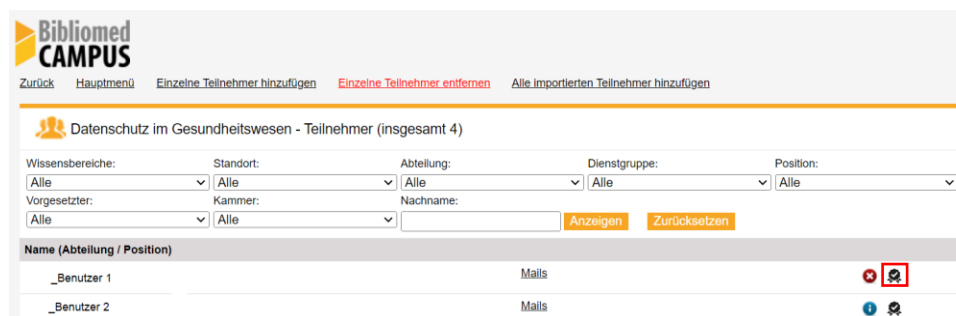 Bibliomed
CAMPUS
Zurück Hauptmenü Einzelne Teilnehmer hinzufügen Einzelne Teilnehmer entfernen Alle importierten Teilnehmer hinzufügen
Datenschutz im Gesundheitswesen - Teilnehmer (insgesamt 4)
Wissensbereiche: Standort: Abteilung: Dienstgruppe: Position:
Alle Alle Alle Alle Alle
Vorgesetzter: Kammer: Nachname:
Alle Alle Anzeigen Zurücksetzen
Name (Abteilung / Position)
_Benutzer 1 Mails
_Benutzer 2 Mails